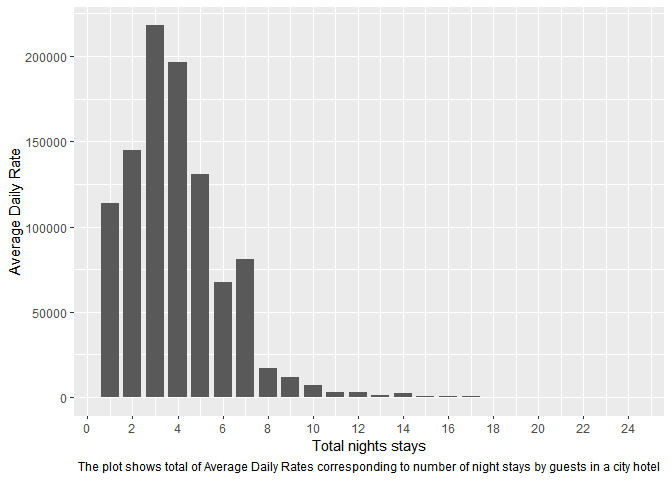 200000
150000
100000
50000
0
Average Daily Rate
0 2 4 6 8 10 12 14 16 18 20 22 24
Total nights stays
The plot shows total of Average Daily Rates corresponding to number of night stays by guests in a city hotel